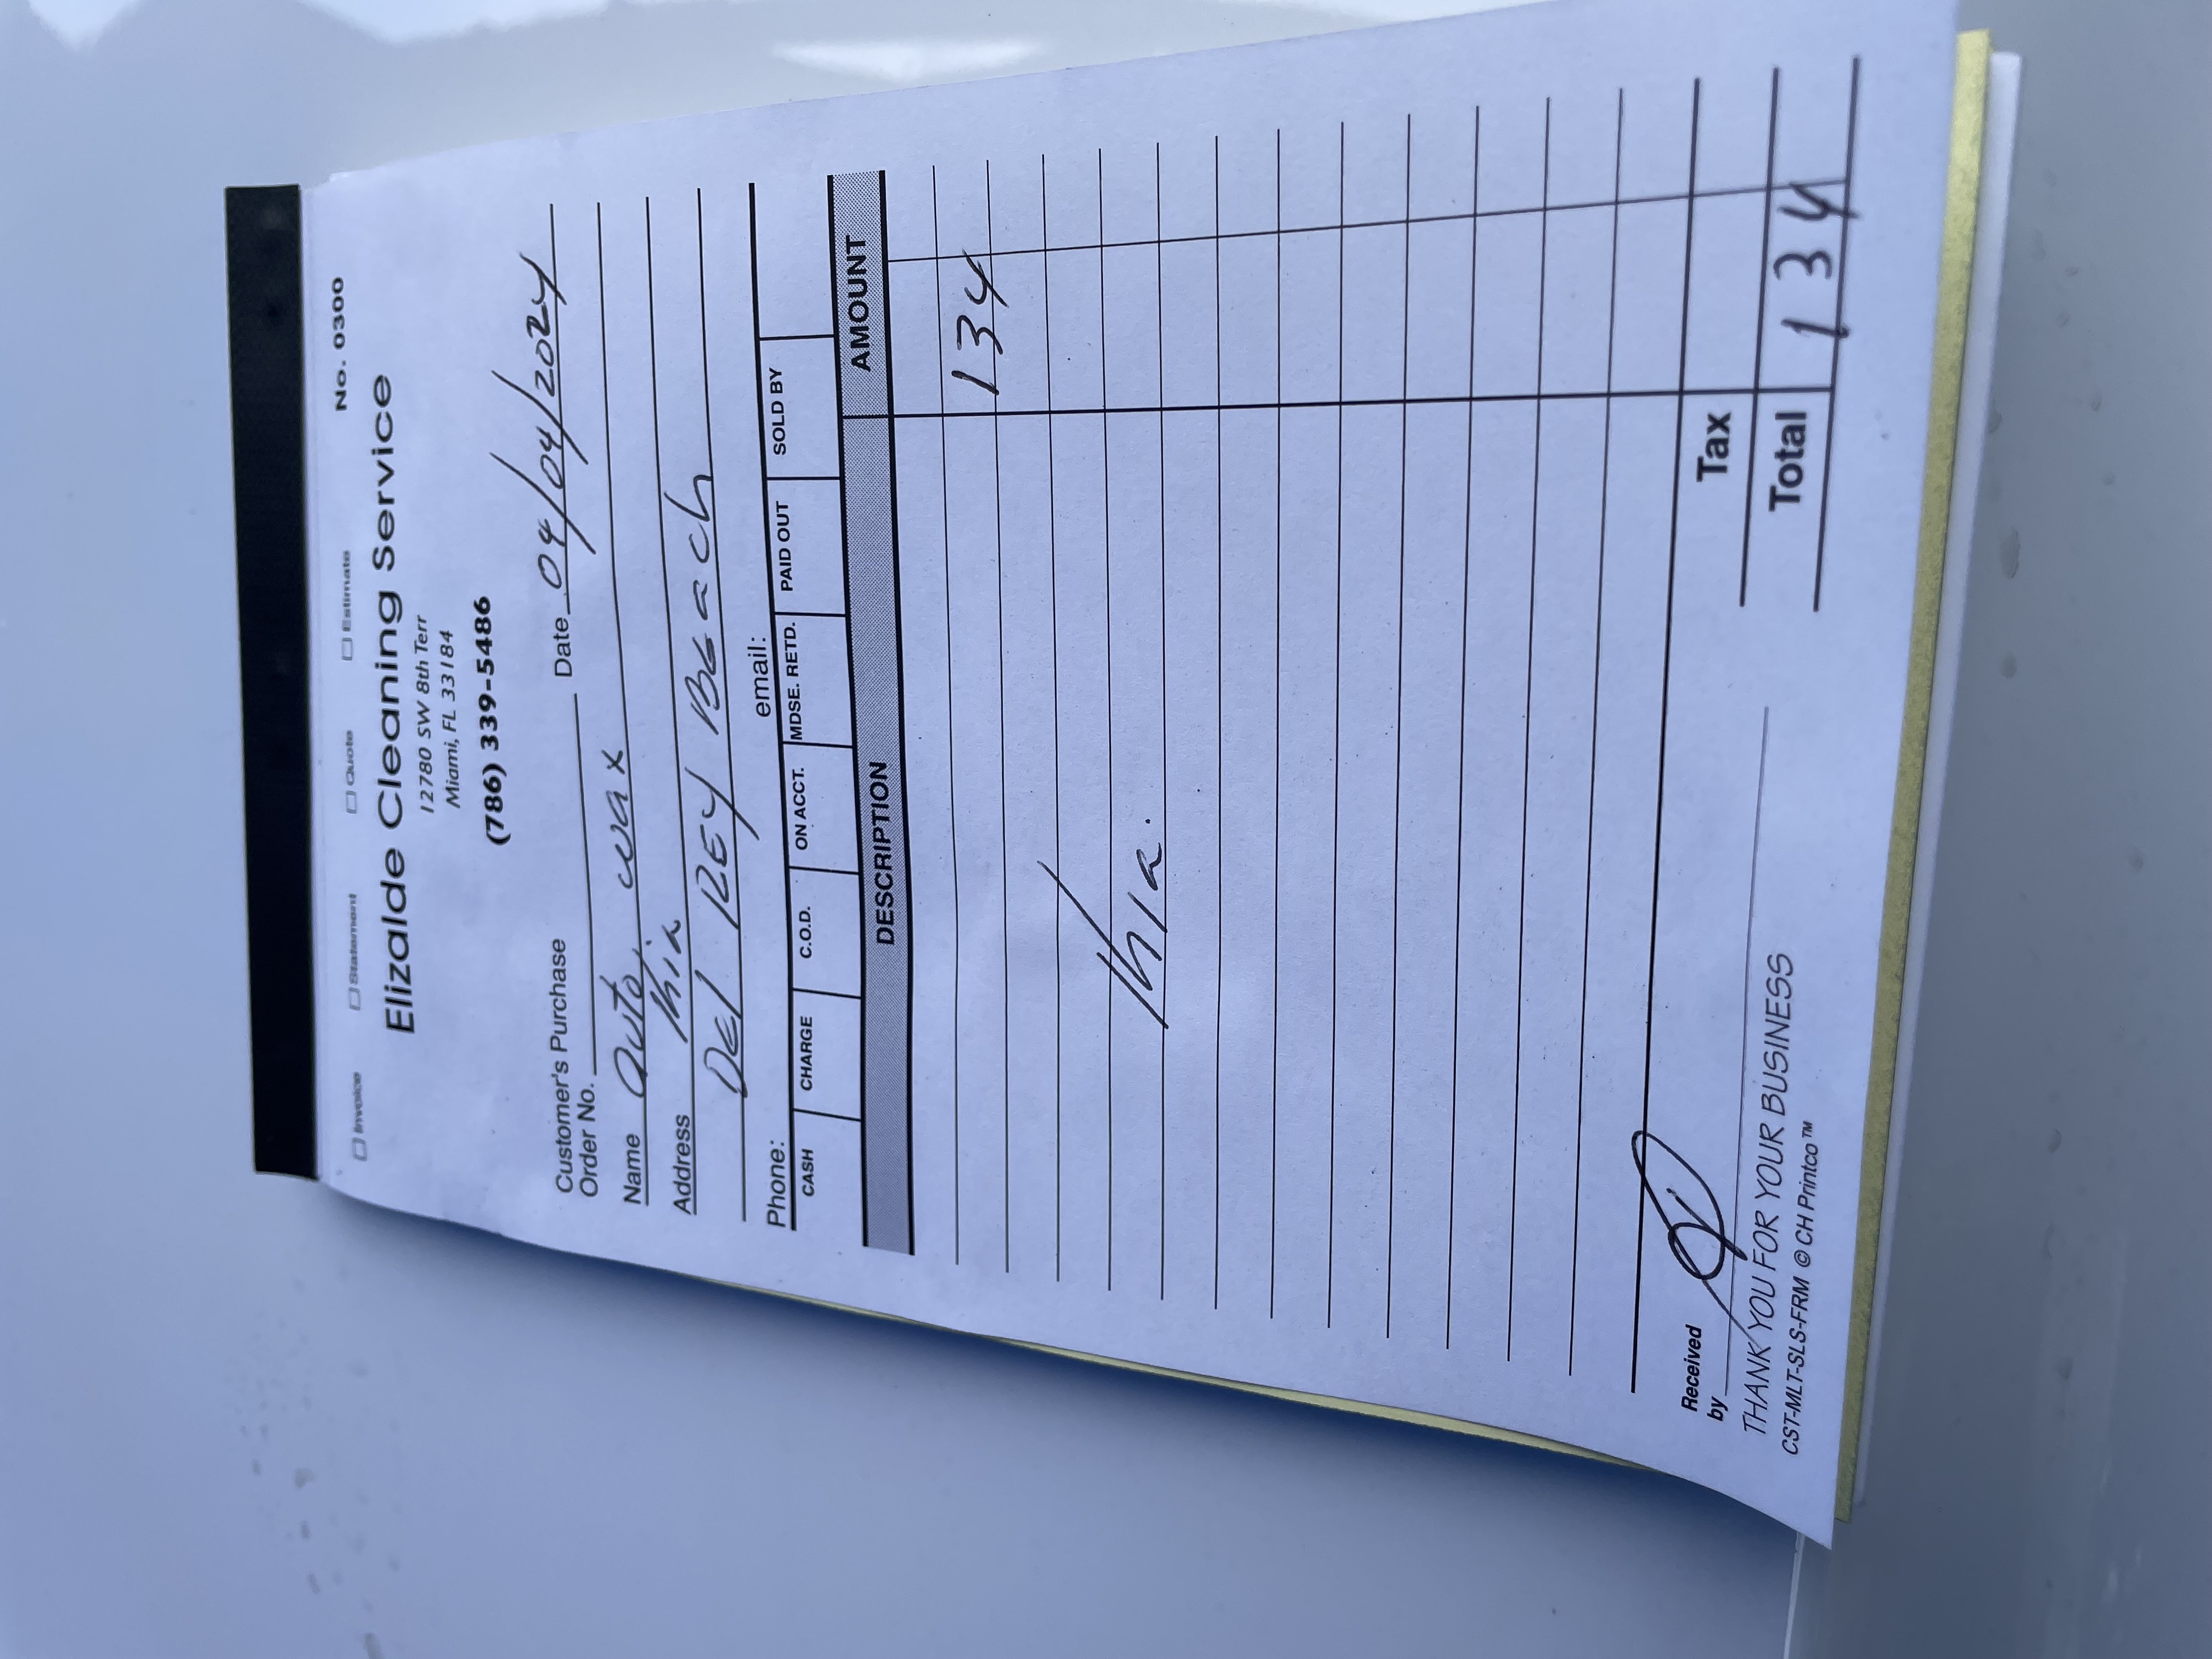 ☐ Invoice ☐ Statement ☐ Quote ☐ Estimate No. 0300
Elizalde Cleaning Service
12780 SW 8th Terr
Miami, FL 33184
(786) 339-5486
Customer's Purchase
Order No. Date 04/04/2024
Name auto wax
Address Khia
Del REy BEach
Phone: email:
CASH CHARGE C.O.D. ON ACCT. MDSE. RETD. PAID OUT SOLD BY
DESCRIPTION AMOUNT
134
Khia.
Tax
Received
by
Total 134
THANK YOU FOR YOUR BUSINESS
CST-MLT-SLS-FRM © CH Printco™